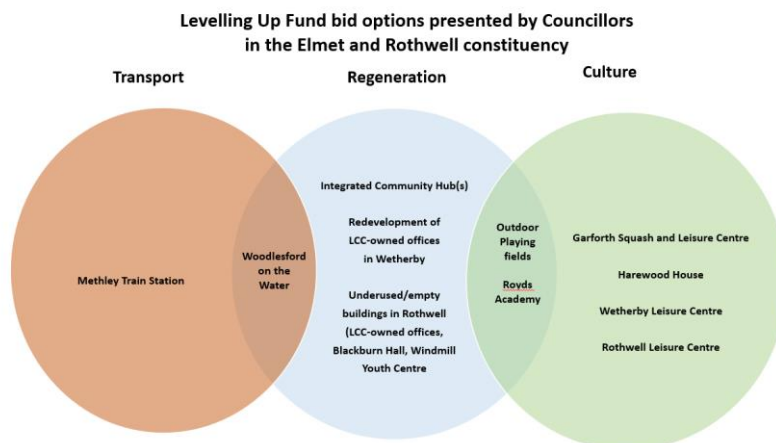 Levelling Up Fund bid options presented by Councillors
in the Elmet and Rothwell constituency
Transport
Regeneration
Culture
Methley Train Station
Woodlesford
on the
Water
Integrated Community Hub(s)
Redevelopment of
LCC-owned offices
in Wetherby
Underused/empty
buildings in Rothwell
(LCC-owned offices,
Blackburn Hall, Windmill
Youth Centre
Outdoor
Playing
fields
Royds
Academy
Garforth Squash and Leisure Centre
Harewood House
Wetherby Leisure Centre
Rothwell Leisure Centre